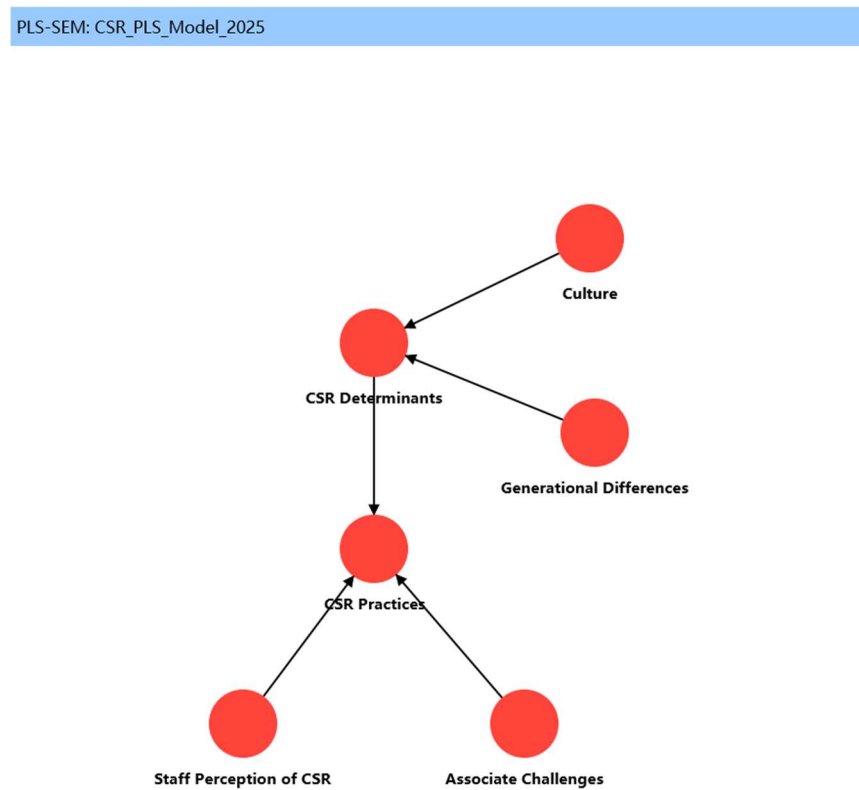 PLS-SEM: CSR_PLS_Model_2025
Culture
CSR Determinants
Generational Differences
CSR Practices
Staff Perception of CSR
Associate Challenges